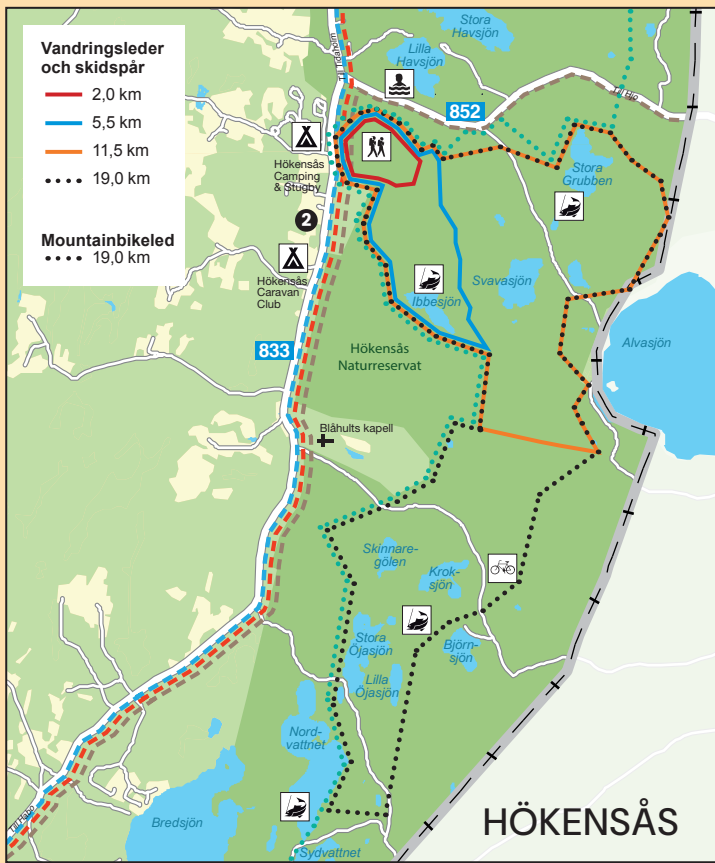 Vandringsleder
och skidspår
2,0 km
5,5 km
11,5 km
19,0 km
Mountainbikeled
19,0 km
Till Tidaholm
Stora
Havsjön
Lilla
Havsjön
852
Till Hjo
Hökensås
Camping
& Stugby
2
Hökensås
Caravan
Club
833
Stora
Grubben
Svavasjön
Ibbesjön
Alvasjön
Hökensås
Naturreservat
Blåhults kapell
Skinnare-
gölen
Krok-
sjön
Stora
Öjasjön
Björn-
sjön
Lilla
Öjasjön
Nord-
vattnet
Bredsjön
Till Habo
Sydvattnet
HÖKENSÅS